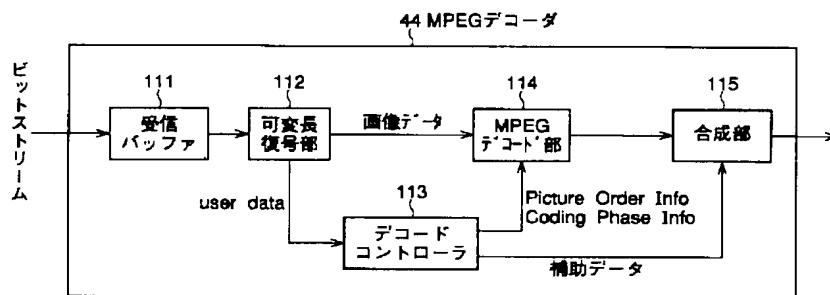 44 MPEGデコーダ
ビットストリーム
111
受信
バッファ
112
可変長
復号部
画像データ
114
MPEG
デコード部
115
合成部
user data
113
デコード
コントローラ
Picture Order Info
Coding Phase Info
補助データ